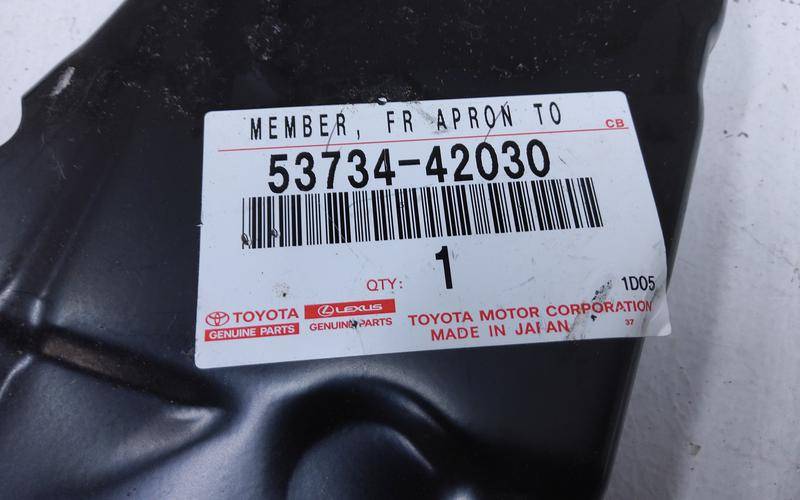 MEMBER, FR APRON TO
CB
53734-42030
QTY: 1
1D05
TOYOTA LEXUS TOYOTA MOTOR CORPORATION
GENUINE PARTS GENUINE PARTS MADE IN JAPAN 37